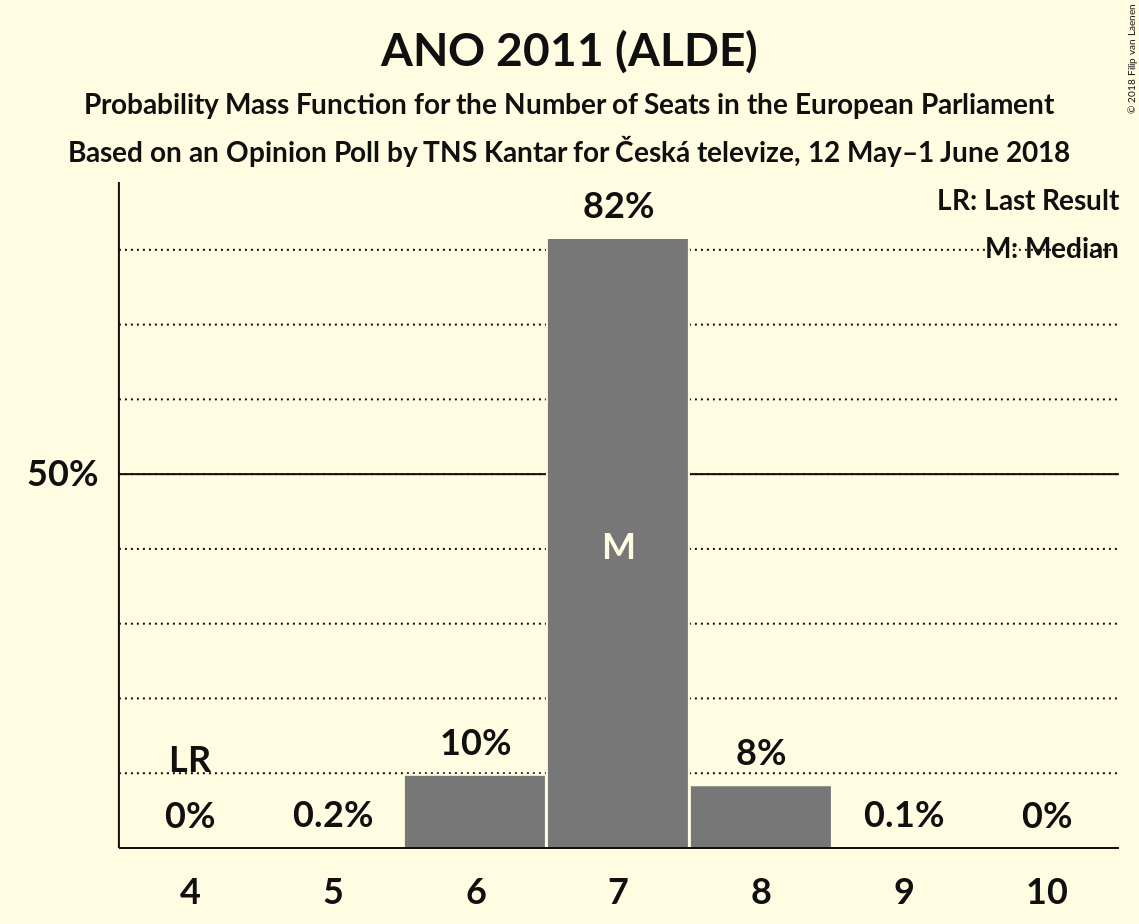 ANO 2011 (ALDE)
Probability Mass Function for the Number of Seats in the European Parliament
Based on an Opinion Poll by TNS Kantar for Česká televize, 12 May–1 June 2018
© 2018 Filip van Laenen
LR: Last Result
M: Median
82%
50%
M
10%
8%
LR
0%
0.2%
0.1%
0%
4
5
6
7
8
9
10